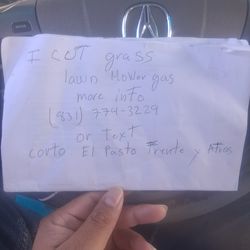 I CUT grass
lawn Mower gas
more info
(831) 774-3229
or Text
corto El Pasto Frente y Atras